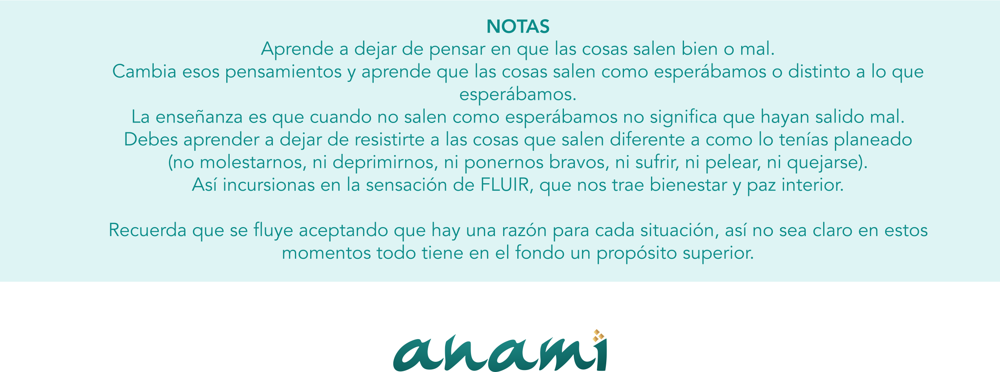 NOTAS
Aprende a dejar de pensar en que las cosas salen bien o mal.
Cambia esos pensamientos y aprende que las cosas salen como esperábamos o distinto a lo que
esperábamos.
La enseñanza es que cuando no salen como esperábamos no significa que hayan salido mal.
Debes aprender a dejar de resistirte a las cosas que salen diferente a como lo tenías planeado
(no molestarnos, ni deprimirnos, ni ponernos bravos, ni sufrir, ni pelear, ni quejarse).
Así incursionas en la sensación de FLUIR, que nos trae bienestar y paz interior.
Recuerda que se fluye aceptando que hay una razón para cada situación, así no sea claro en estos
momentos todo tiene en el fondo un propósito superior.
anami